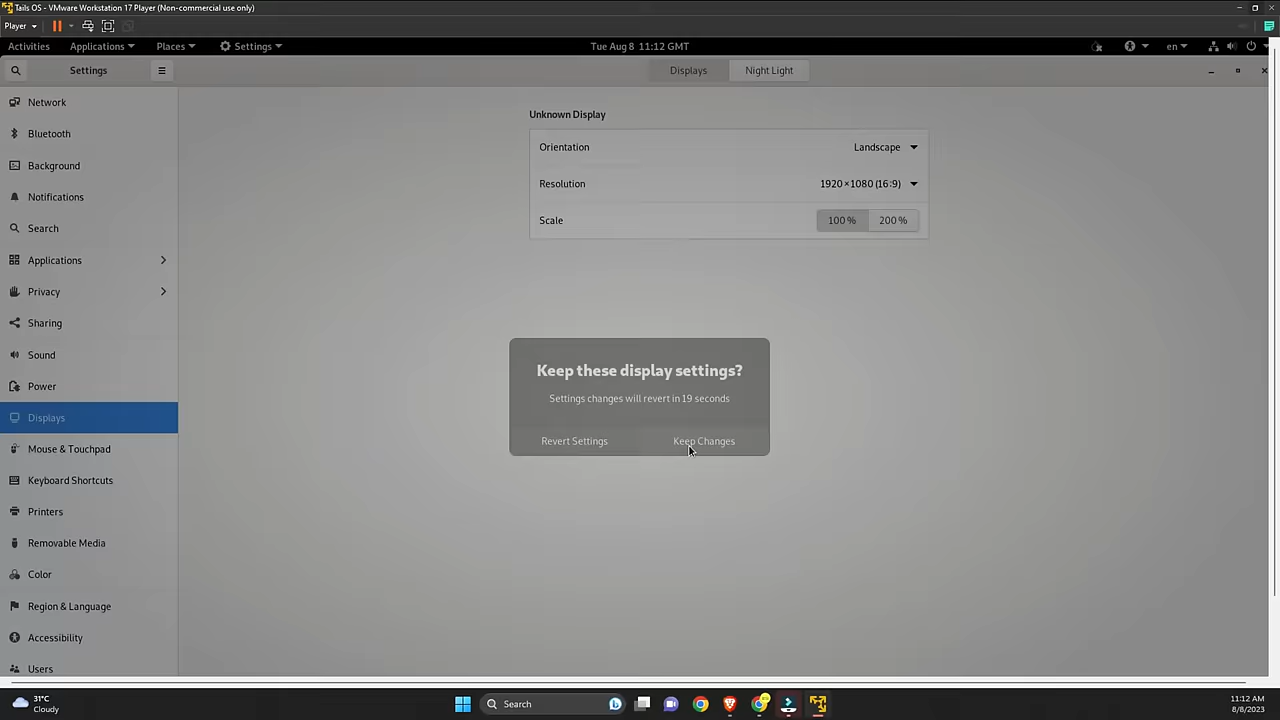 Tails OS - VMware Workstation 17 Player (Non-commercial use only)
Player
Activities Applications Places Settings Tue Aug 8 11:12 GMT en
Settings Displays Night Light
Network
Bluetooth
Background
Notifications
Search
Applications
Privacy
Sharing
Sound
Power
Displays
Mouse & Touchpad
Keyboard Shortcuts
Printers
Removable Media
Color
Region & Language
Accessibility
Users
Unknown Display
Orientation Landscape
Resolution 1920×1080 (16:9)
Scale 100 % 200 %
Keep these display settings?
Settings changes will revert in 19 seconds
Revert Settings Keep Changes
31°C
Cloudy
Search
11:12 AM
8/8/2023